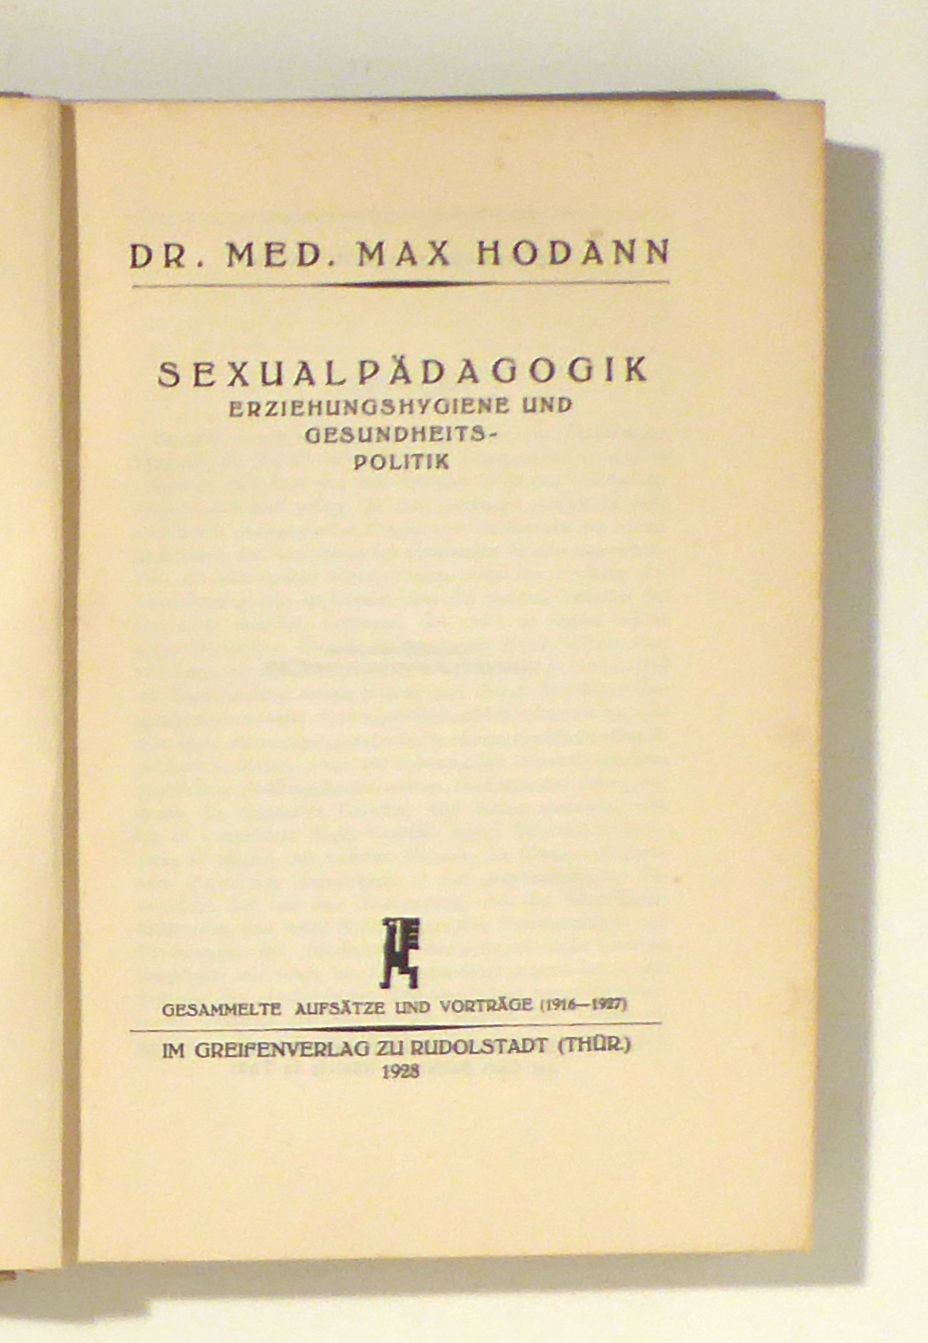 DR. MED. MAX HODANN
SEXUALPÄDAGOGIK
ERZIEHUNGSHYGIENE UND
GESUNDHEITS-
POLITIK
GESAMMELTE AUFSÄTZE UND VORTRÄGE (1916—1927)
IM GREIFENVERLAG ZU RUDOLSTADT (THÜR.)
1928